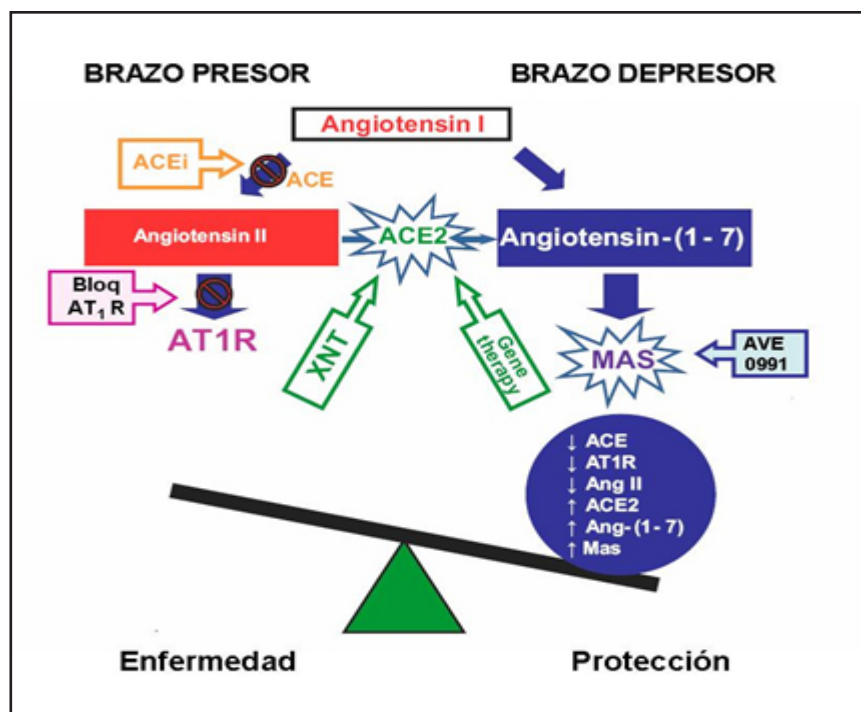 BRAZO PRESOR
BRAZO DEPRESOR
Angiotensin I
ACEi
ACE
Angiotensin II
ACE2
Angiotensin-(1 - 7)
Bloq
AT₁ R
AT1R
XNT
Gene
therapy
MAS
AVE
0991
↓ ACE
↓ AT1R
↓ Ang II
↑ ACE2
↑ Ang-(1 - 7)
↑ Mas
Enfermedad
Protección